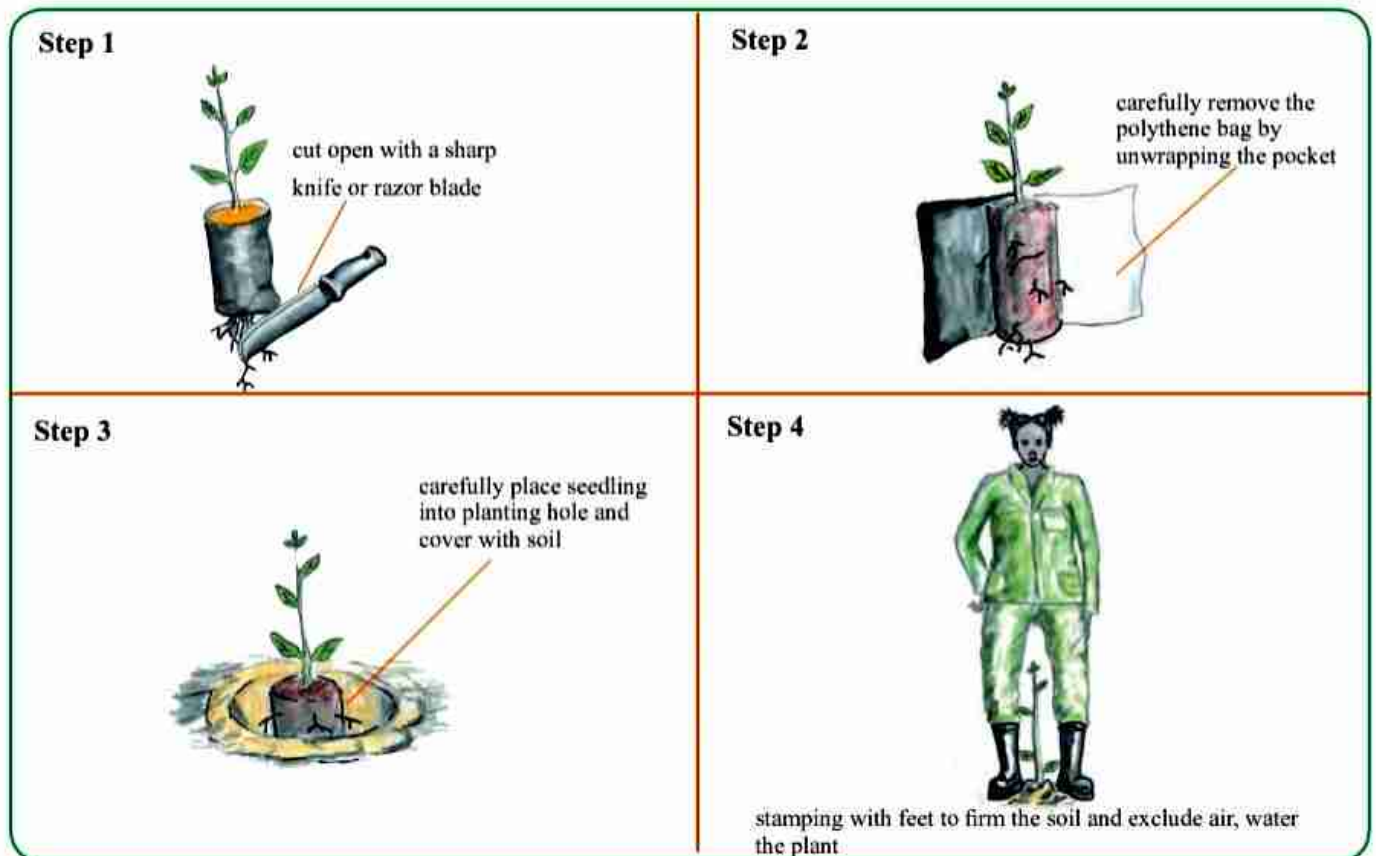 Step 1
cut open with a sharp
knife or razor blade
Step 2
carefully remove the
polythene bag by
unwrapping the pocket
Step 3
carefully place seedling
into planting hole and
cover with soil
Step 4
stamping with feet to firm the soil and exclude air, water
the plant